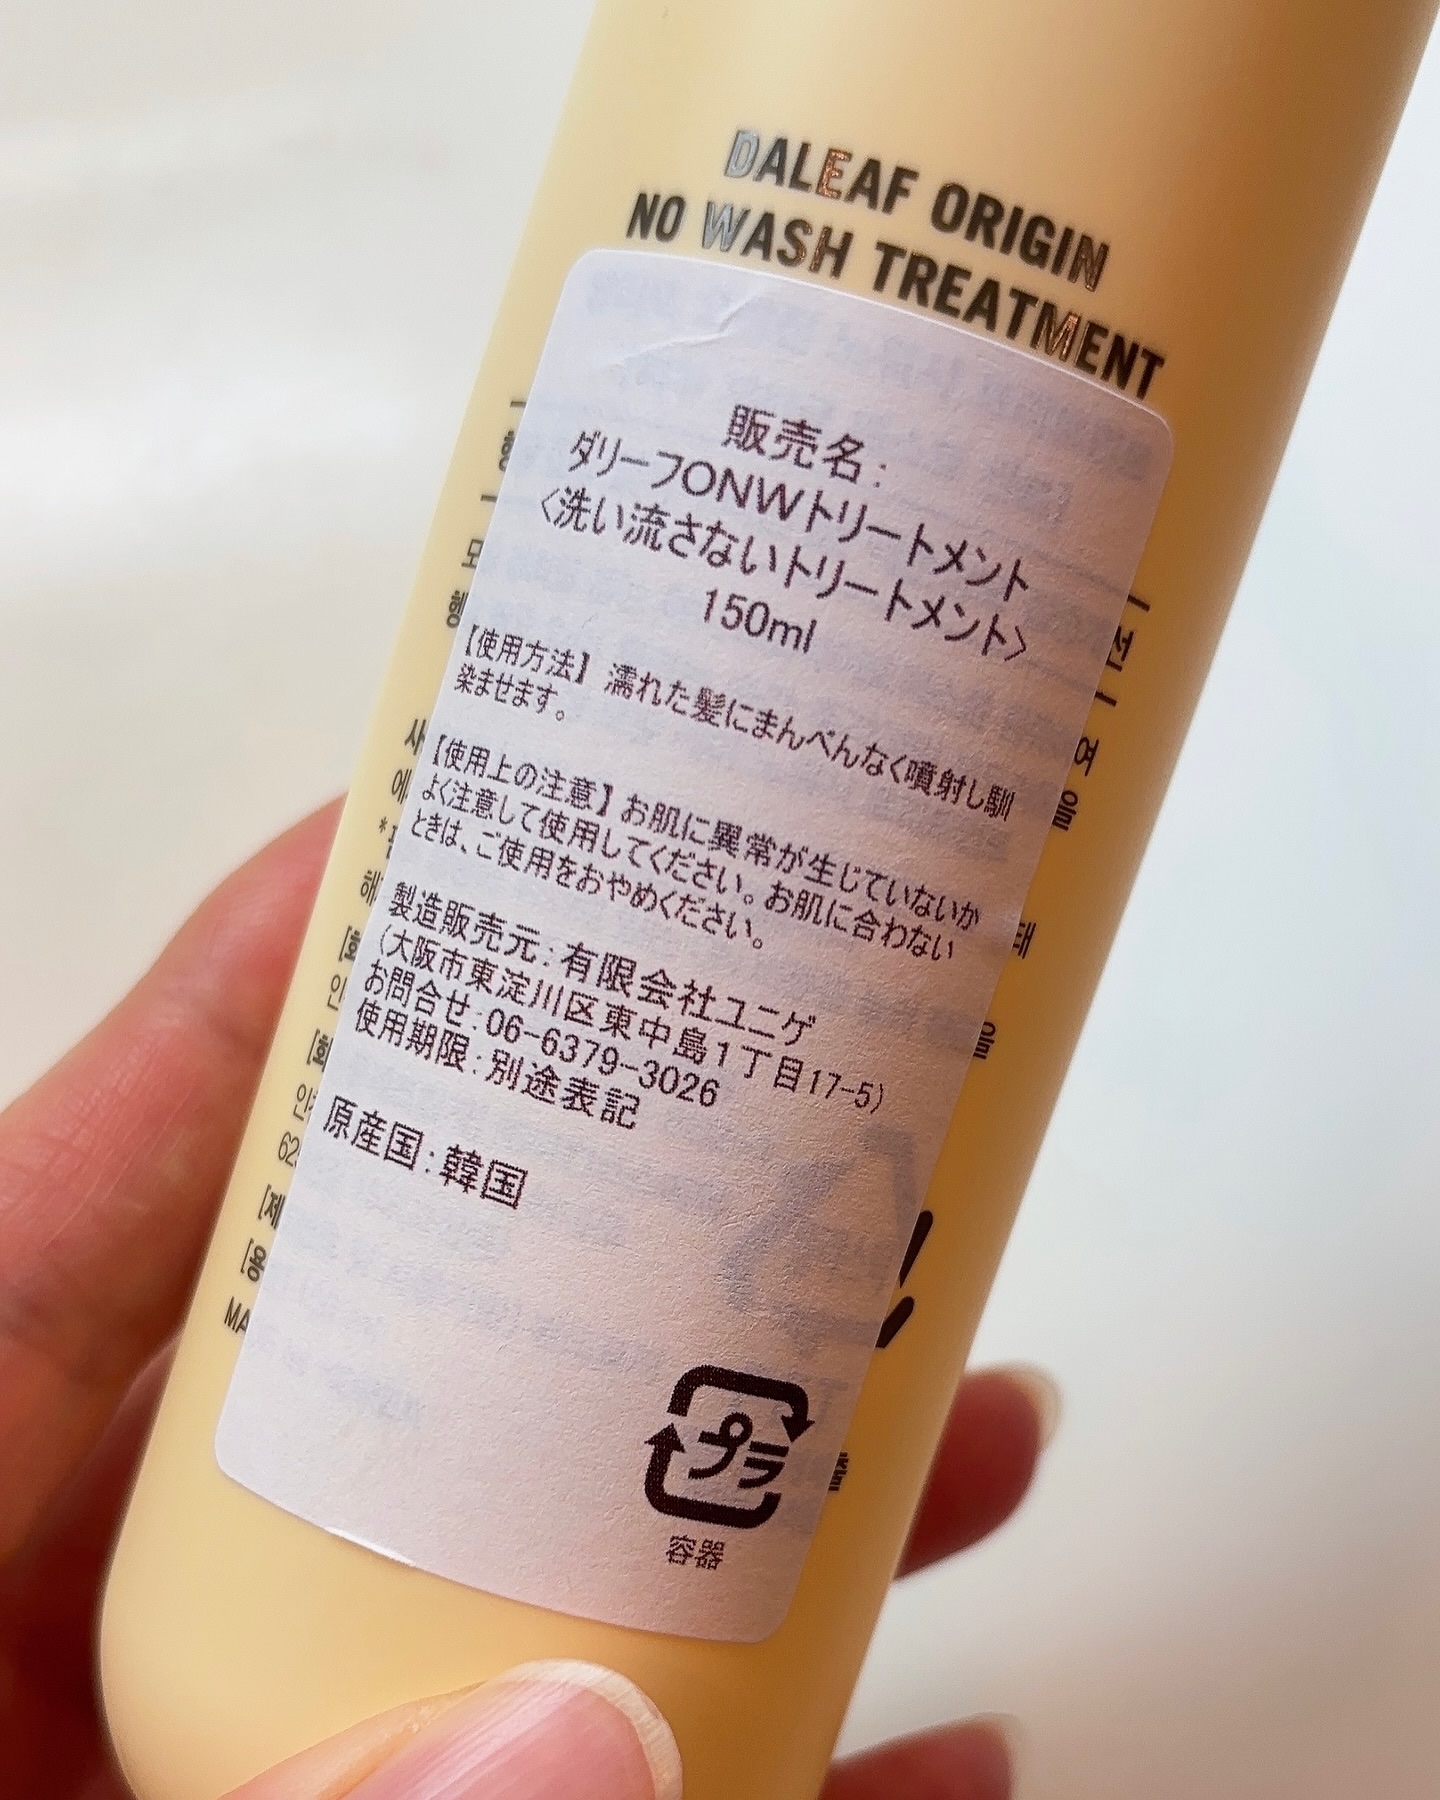 DALEAF ORIGIN
NO WASH TREATMENT
販売名:
ダリーフONWトリートメント
<洗い流さないトリートメント>
150ml
【使用方法】 濡れた髪にまんべんなく噴射し馴
染ませます。
【使用上の注意】お肌に異常が生じていないか
よく注意して使用してください。お肌に合わない
ときは、ご使用をおやめください。
製造販売元:有限会社ユニゲ
(大阪市東淀川区東中島1丁目17-5)
お問合せ:06-6379-3026
使用期限:別途表記
原産国:韓国
プラ
容器